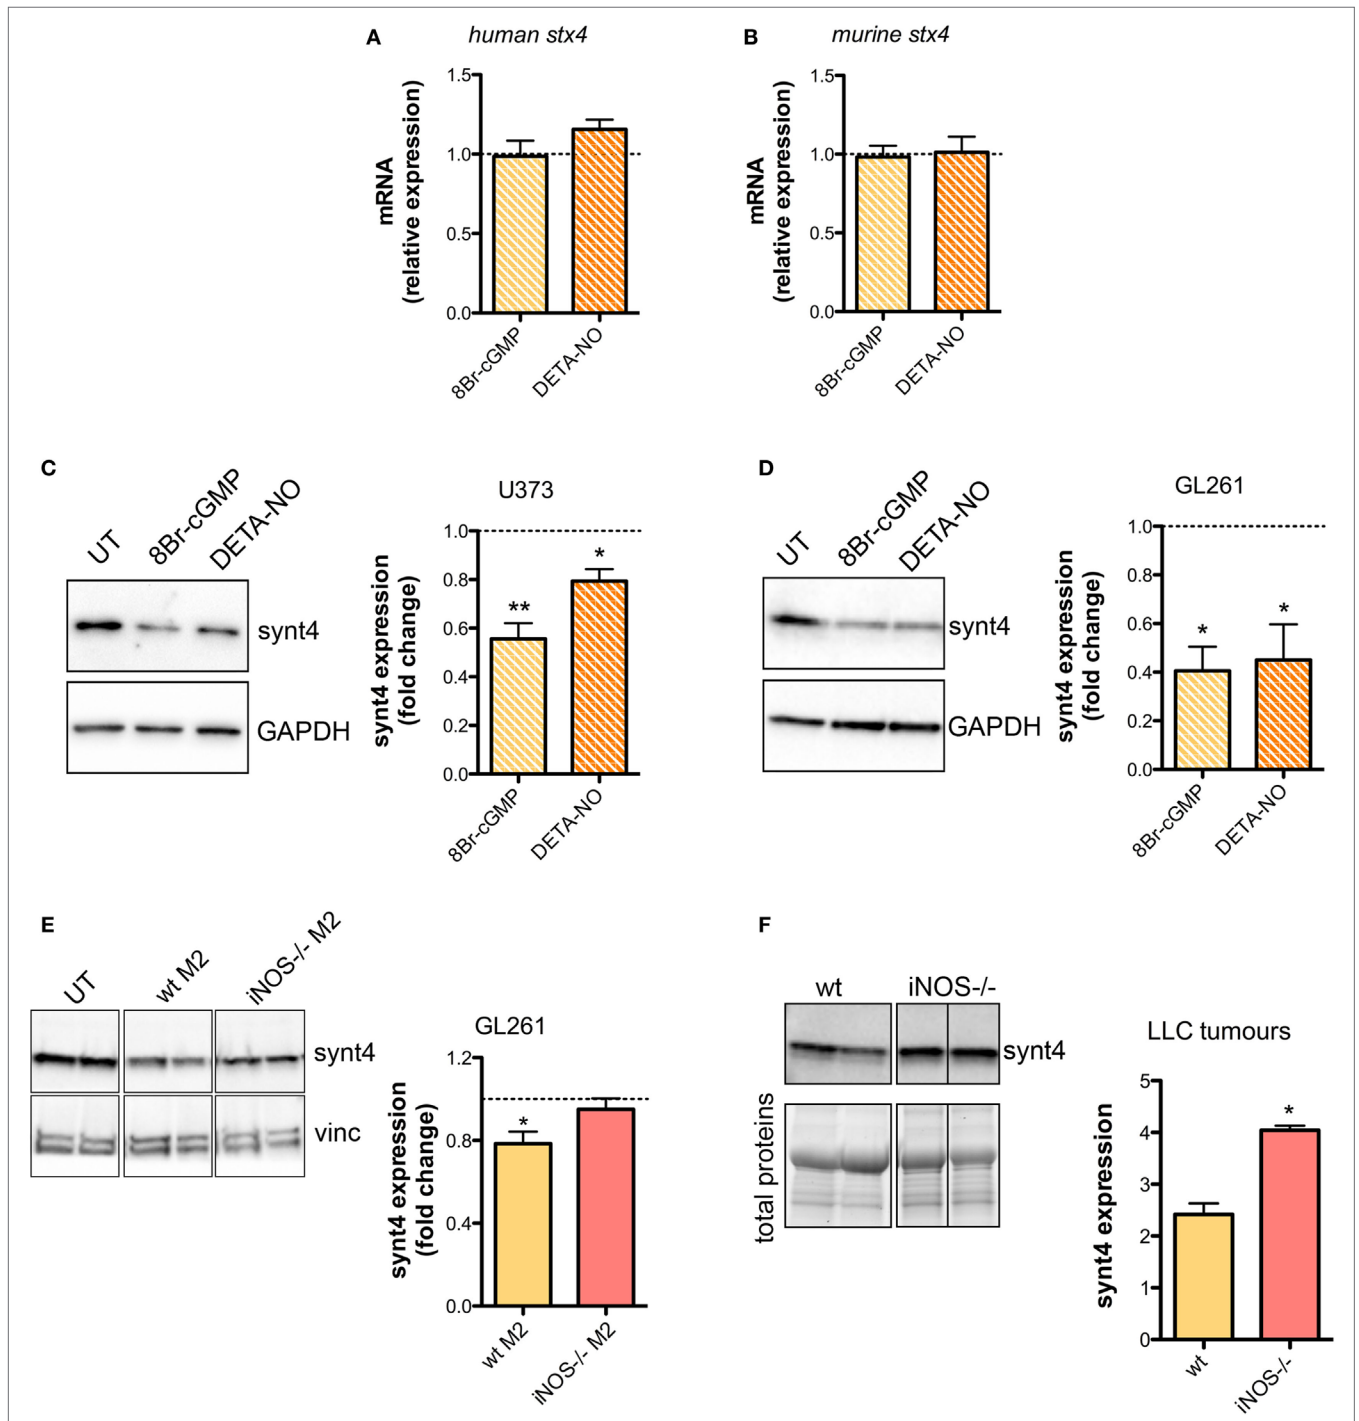 A
human stx4
mRNA
(relative expression)
1.5
1.0
0.5
0.0
8Br-cGMP
DETA-NO
B
murine stx4
mRNA
(relative expression)
1.5
1.0
0.5
0.0
8Br-cGMP
DETA-NO
C
UT
8Br-cGMP
DETA-NO
synt4
GAPDH
U373
synt4 expression
(fold change)
1.0
0.8
0.6
0.4
0.2
0.0
**
*
8Br-cGMP
DETA-NO
D
UT
8Br-cGMP
DETA-NO
synt4
GAPDH
GL261
synt4 expression
(fold change)
1.0
0.8
0.6
0.4
0.2
0.0
*
*
8Br-cGMP
DETA-NO
E
UT
wt M2
iNOS-/- M2
synt4
vinc
GL261
synt4 expression
(fold change)
1.2
0.8
0.4
0.0
*
wt M2
iNOS-/- M2
F
wt
iNOS-/-
synt4
total proteins
LLC tumours
synt4 expression
5
4
3
2
1
0
*
wt
iNOS-/-